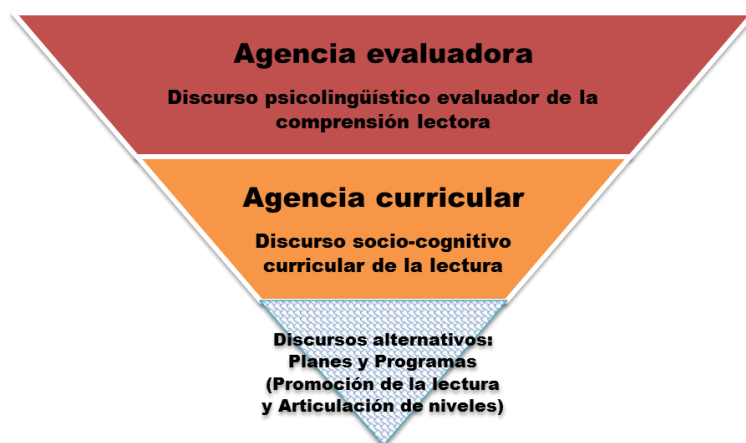 Agencia evaluadora
Discurso psicolingüístico evaluador de la
comprensión lectora
Agencia curricular
Discurso socio-cognitivo
curricular de la lectura
Discursos alternativos:
Planes y Programas
(Promoción de la lectura
y Articulación de niveles)